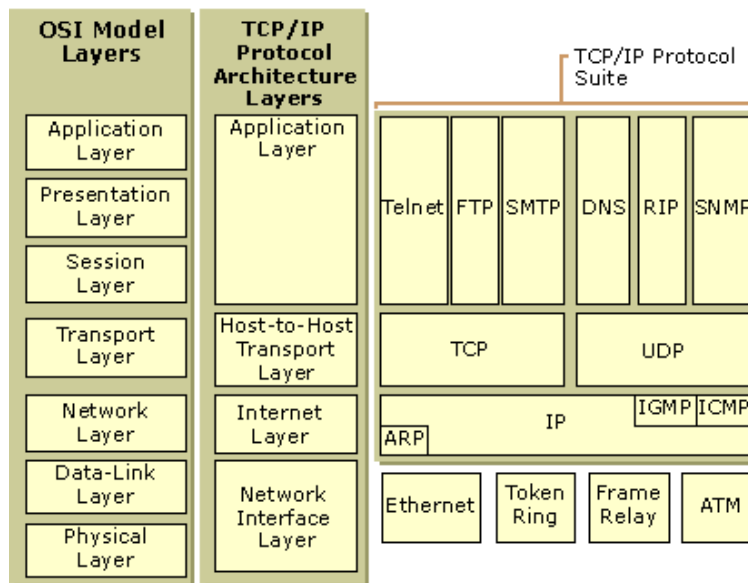 OSI Model
Layers
Application
Layer
Presentation
Layer
Session
Layer
Transport
Layer
Network
Layer
Data-Link
Layer
Physical
Layer
TCP/IP
Protocol
Architecture
Layers
Application
Layer
Host-to-Host
Transport
Layer
Internet
Layer
Network
Interface
Layer
TCP/IP Protocol
Suite
Telnet
FTP
SMTP
DNS
RIP
SNMP
TCP
UDP
IP
ARP
IGMP
ICMP
Ethernet
Token
Ring
Frame
Relay
ATM